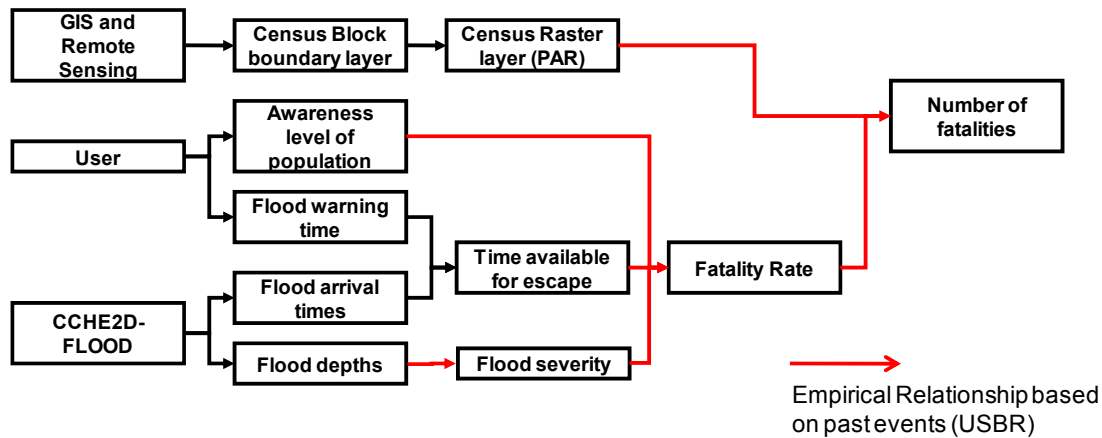 GIS and
Remote
Sensing
Census Block
boundary layer
Census Raster
layer (PAR)
Number of
fatalities
User
Awareness
level of
population
Flood warning
time
Time available
for escape
Fatality Rate
CCHE2D-
FLOOD
Flood arrival
times
Flood depths
Flood severity
Empirical Relationship based
on past events (USBR)